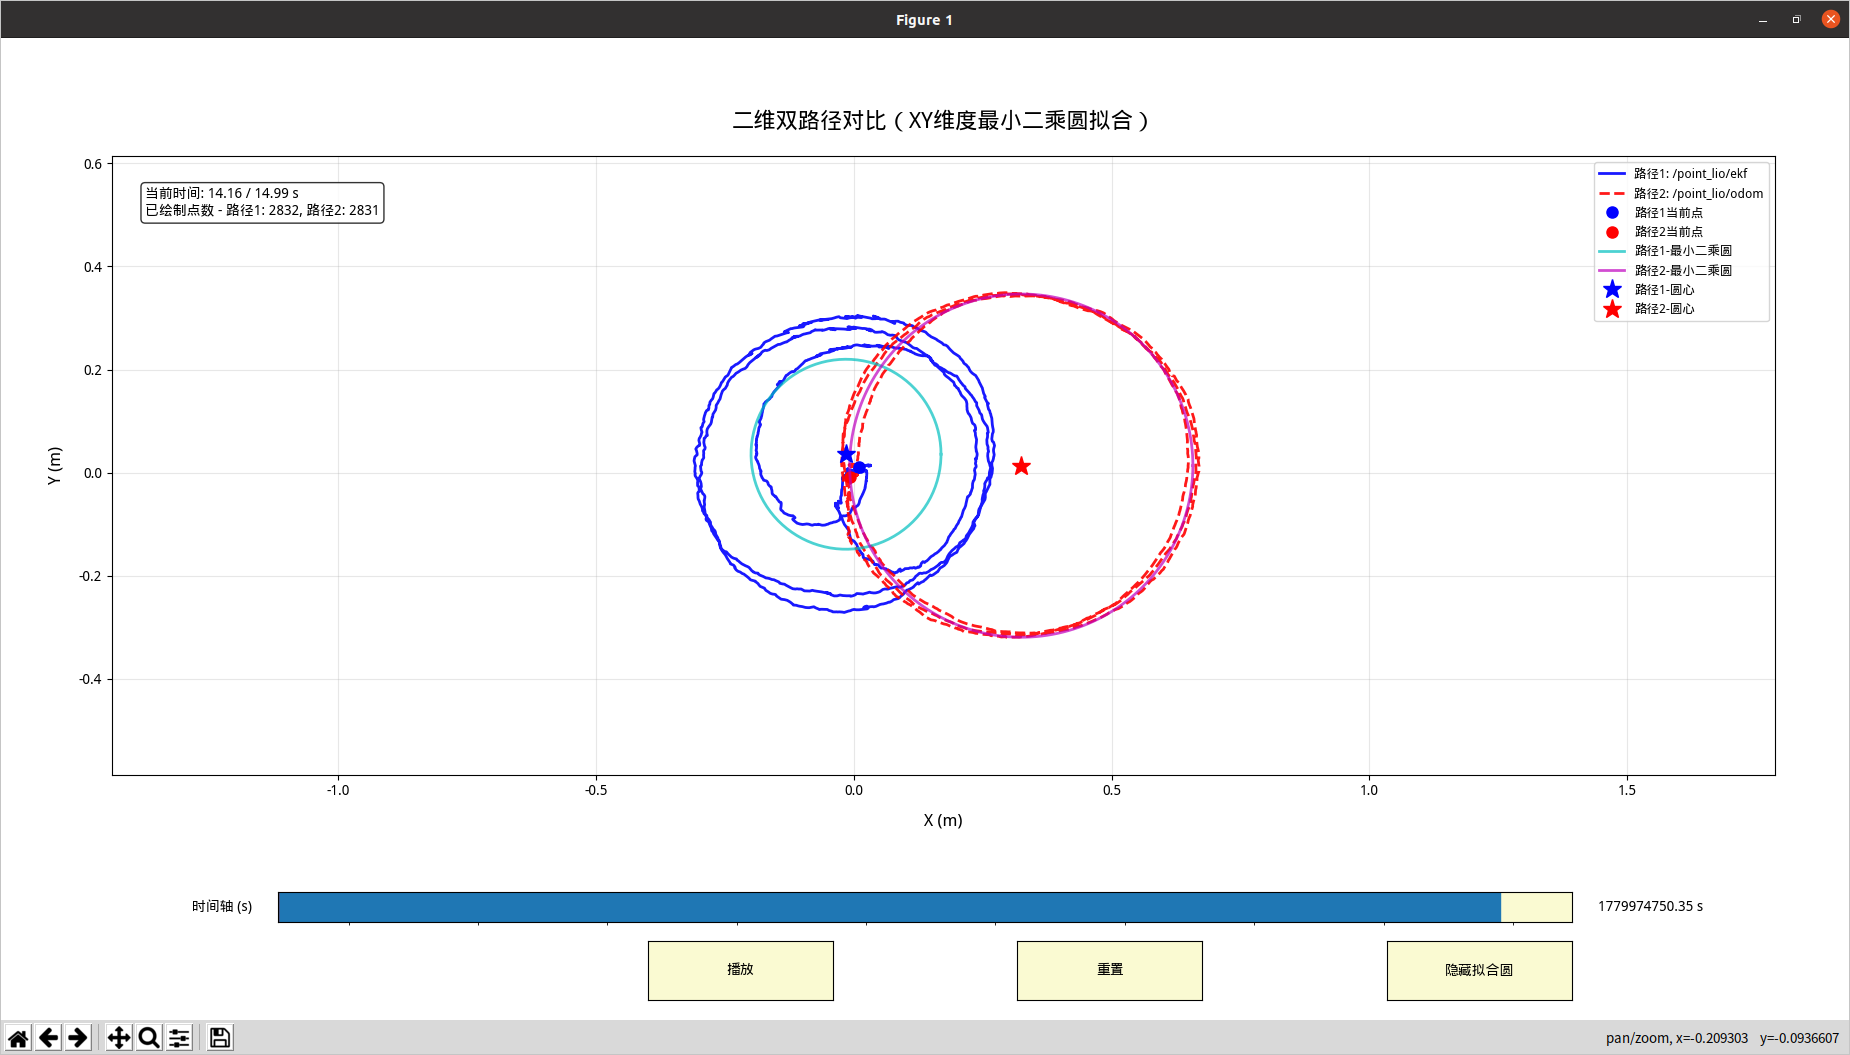 Figure 1
二维双路径对比（XY维度最小二乘圆拟合）
当前时间: 14.16 / 14.99 s
已绘制点数 - 路径1: 2832, 路径2: 2831
路径1: /point_lio/ekf
路径2: /point_lio/odom
路径1当前点
路径2当前点
路径1-最小二乘圆
路径2-最小二乘圆
路径1-圆心
路径2-圆心
0.6
0.4
0.2
0.0
-0.2
-0.4
Y (m)
-1.0
-0.5
0.0
0.5
1.0
1.5
X (m)
时间轴 (s)
1779974750.35 s
播放
重置
隐藏拟合圆
pan/zoom, x=-0.209303 y=-0.0936607